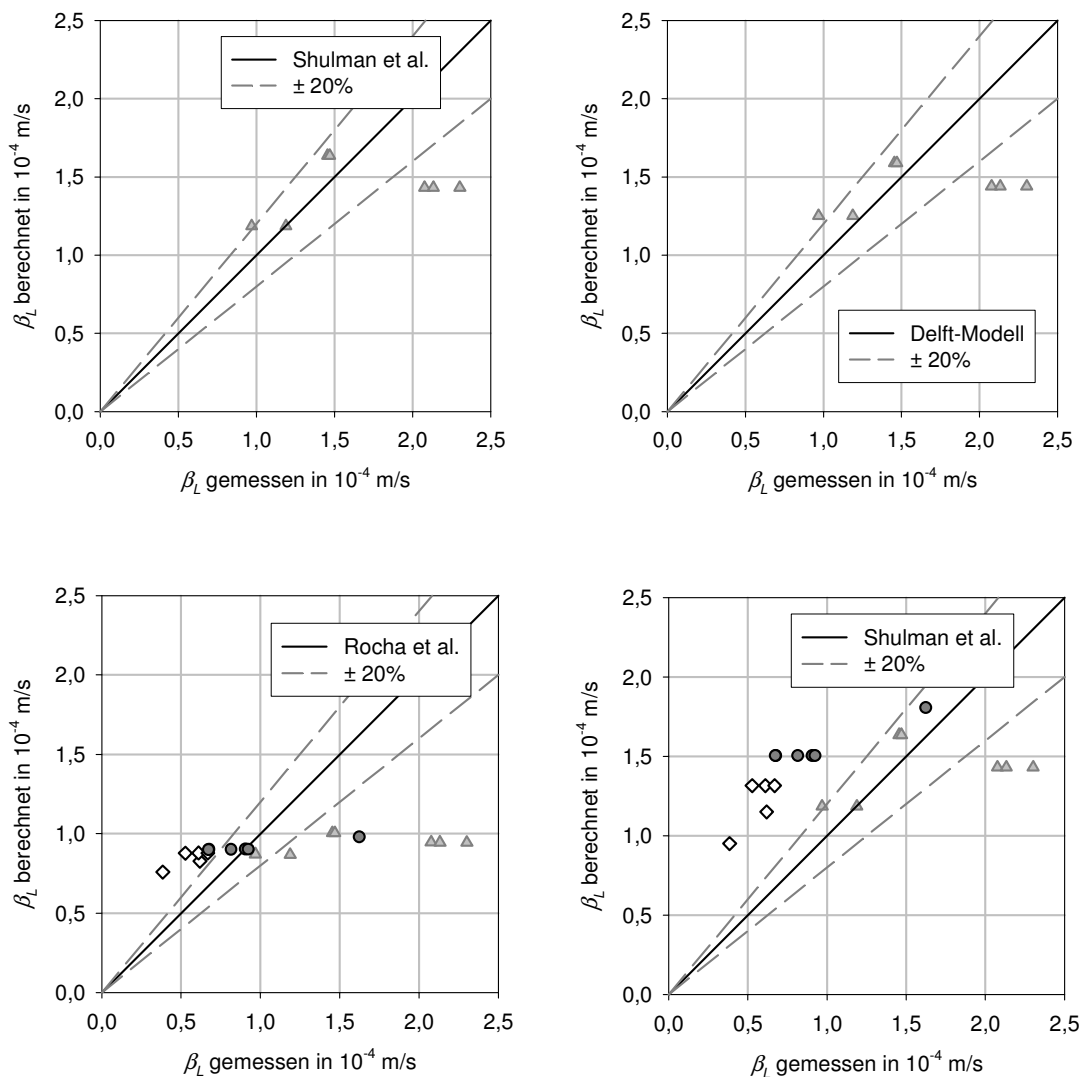 2,5
2,0
1,5
1,0
0,5
0,0
β_L berechnet in 10⁻⁴ m/s
Shulman et al.
± 20%
0,0 0,5 1,0 1,5 2,0 2,5
β_L gemessen in 10⁻⁴ m/s
2,5
2,0
1,5
1,0
0,5
0,0
β_L berechnet in 10⁻⁴ m/s
Delft-Modell
± 20%
0,0 0,5 1,0 1,5 2,0 2,5
β_L gemessen in 10⁻⁴ m/s
2,5
2,0
1,5
1,0
0,5
0,0
β_L berechnet in 10⁻⁴ m/s
Rocha et al.
± 20%
0,0 0,5 1,0 1,5 2,0 2,5
β_L gemessen in 10⁻⁴ m/s
2,5
2,0
1,5
1,0
0,5
0,0
β_L berechnet in 10⁻⁴ m/s
Shulman et al.
± 20%
0,0 0,5 1,0 1,5 2,0 2,5
β_L gemessen in 10⁻⁴ m/s